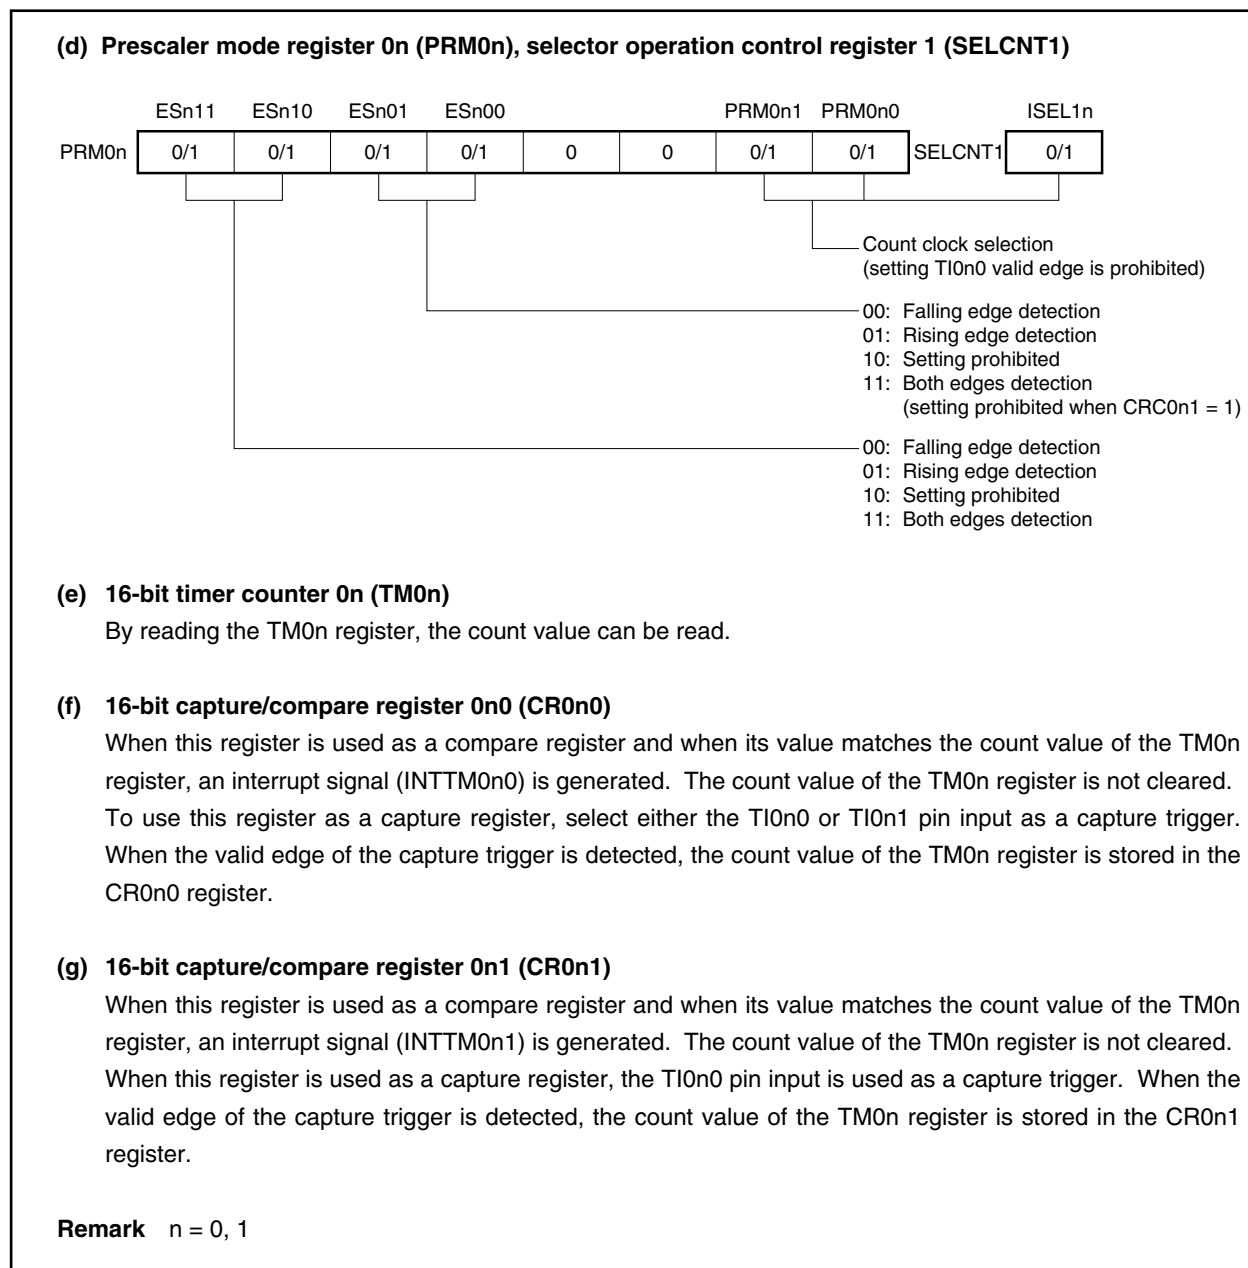 (d) Prescaler mode register 0n (PRM0n), selector operation control register 1 (SELCNT1)
ESn11 ESn10 ESn01 ESn00 PRM0n1 PRM0n0 ISEL1n
PRM0n 0/1 0/1 0/1 0/1 0 0 0/1 0/1 SELCNT1 0/1
Count clock selection
(setting TI0n0 valid edge is prohibited)
00: Falling edge detection
01: Rising edge detection
10: Setting prohibited
11: Both edges detection
(setting prohibited when CRC0n1 = 1)
00: Falling edge detection
01: Rising edge detection
10: Setting prohibited
11: Both edges detection
(e) 16-bit timer counter 0n (TM0n)
By reading the TM0n register, the count value can be read.
(f) 16-bit capture/compare register 0n0 (CR0n0)
When this register is used as a compare register and when its value matches the count value of the TM0n
register, an interrupt signal (INTTM0n0) is generated. The count value of the TM0n register is not cleared.
To use this register as a capture register, select either the TI0n0 or TI0n1 pin input as a capture trigger.
When the valid edge of the capture trigger is detected, the count value of the TM0n register is stored in the
CR0n0 register.
(g) 16-bit capture/compare register 0n1 (CR0n1)
When this register is used as a compare register and when its value matches the count value of the TM0n
register, an interrupt signal (INTTM0n1) is generated. The count value of the TM0n register is not cleared.
When this register is used as a capture register, the TI0n0 pin input is used as a capture trigger. When the
valid edge of the capture trigger is detected, the count value of the TM0n register is stored in the CR0n1
register.
Remark n = 0, 1